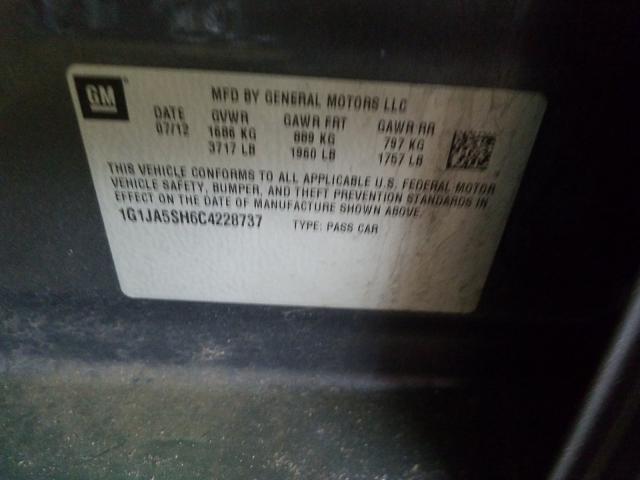 GM
MFD BY GENERAL MOTORS LLC
DATE GVWR GAWR FRT GAWR RR
07/12 1686 KG 889 KG 797 KG
3717 LB 1960 LB 1757 LB
THIS VEHICLE CONFORMS TO ALL APPLICABLE U.S. FEDERAL MOTOR
VEHICLE SAFETY, BUMPER, AND THEFT PREVENTION STANDARDS IN
EFFECT ON THE DATE OF MANUFACTURE SHOWN ABOVE.
1G1JA5SH6C4228737 TYPE: PASS CAR